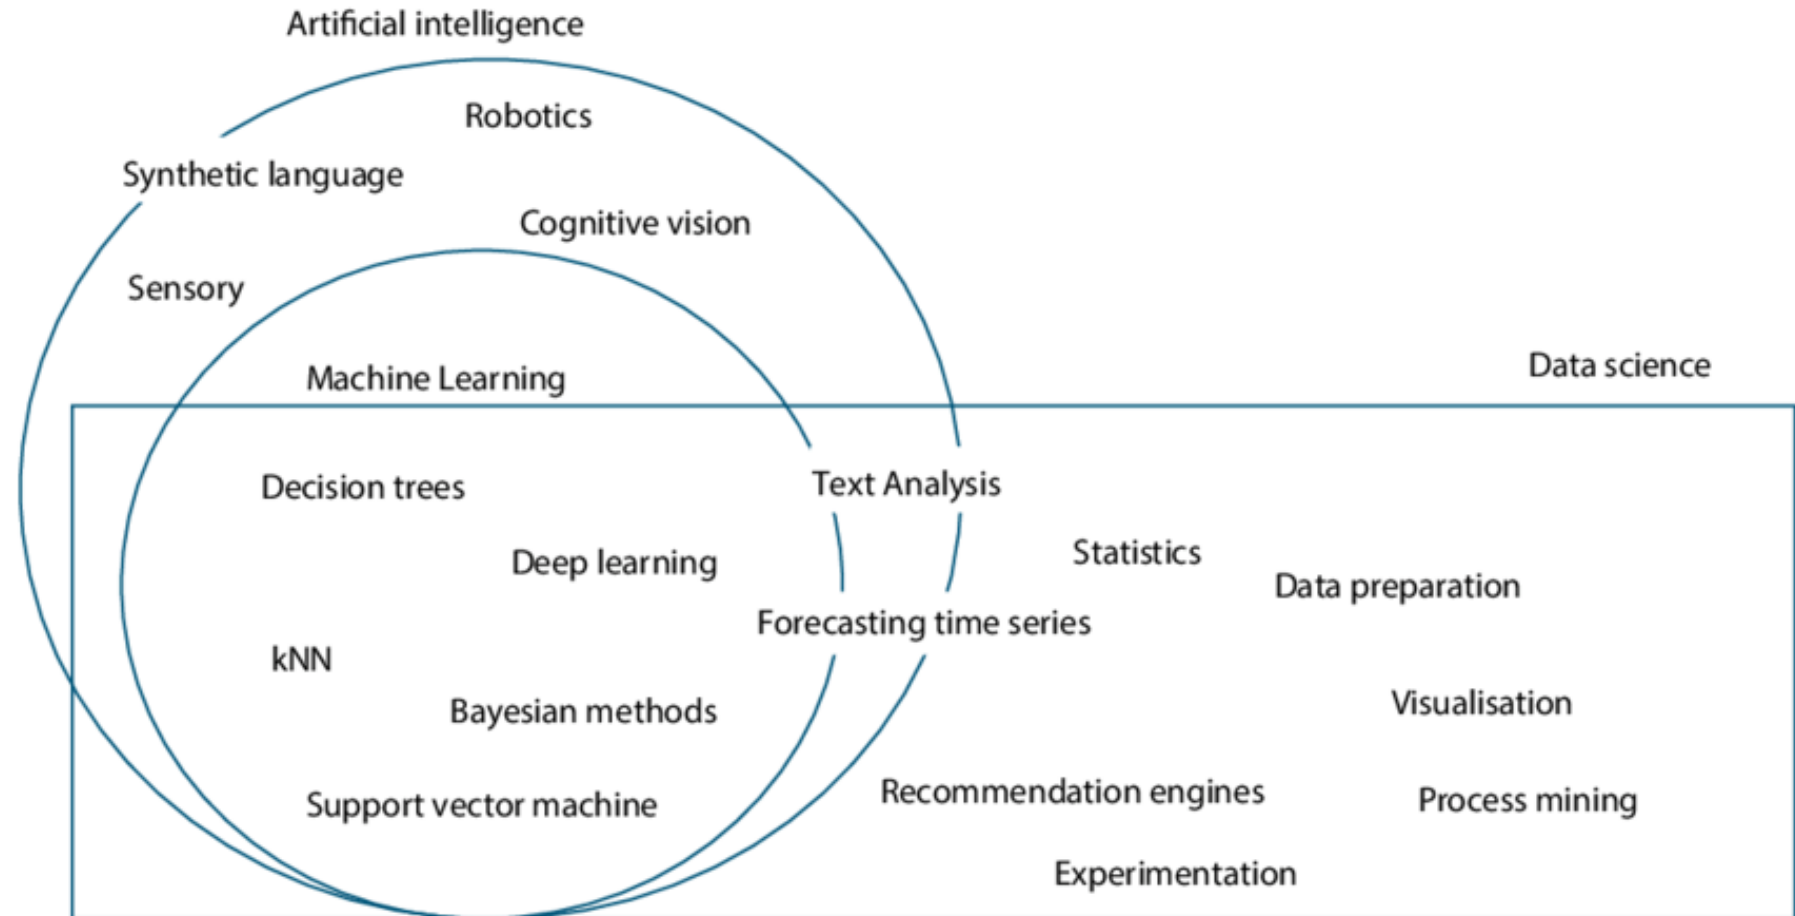 Artificial intelligence
Robotics
Synthetic language
Cognitive vision
Sensory
Machine Learning
Data science
Decision trees
Text Analysis
Deep learning
Statistics
Data preparation
Forecasting time series
kNN
Bayesian methods
Visualisation
Support vector machine
Recommendation engines
Process mining
Experimentation